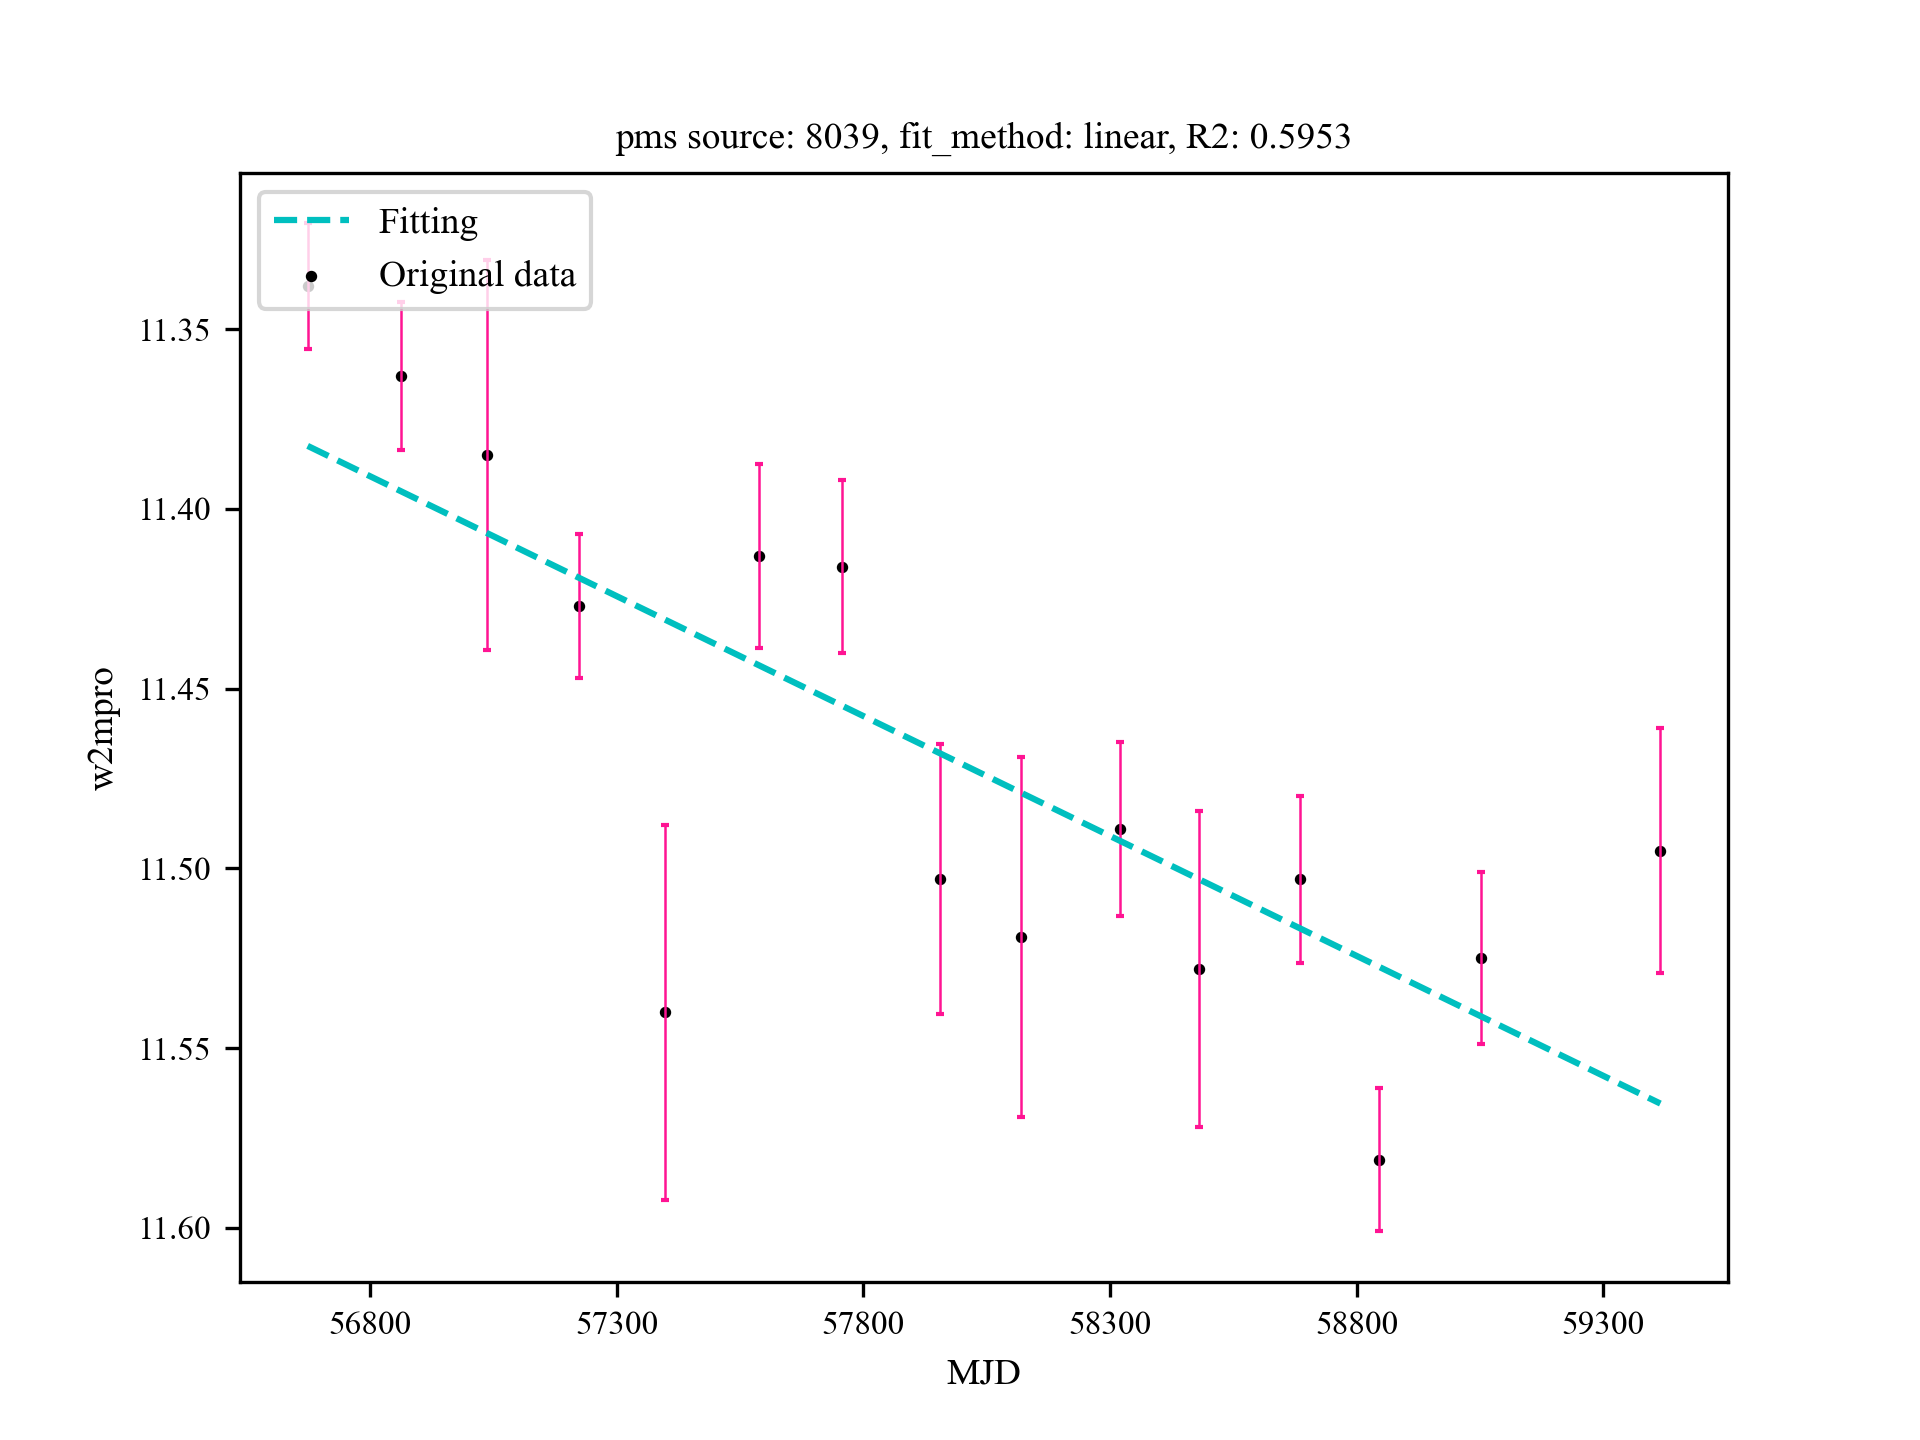 pms source: 8039, fit_method: linear, R2: 0.5953
Fitting
Original data
11.35
11.40
11.45
11.50
11.55
11.60
w2mpro
56800 57300 57800 58300 58800 59300
MJD